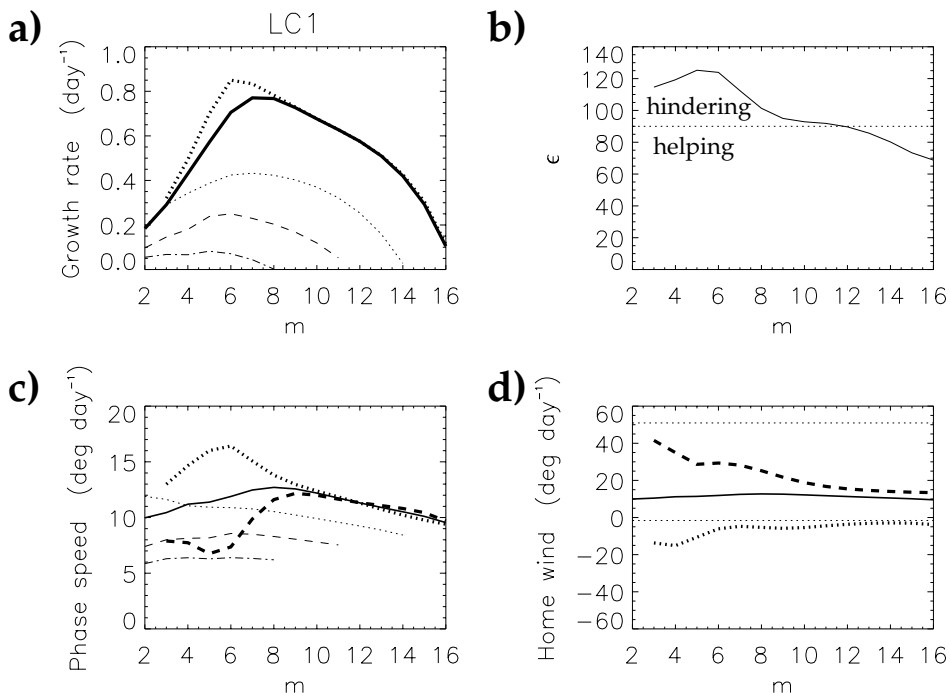 a)
LC1
Growth rate (day⁻¹)
1.0
0.8
0.6
0.4
0.2
0.0
2 4 6 8 10 12 14 16
m
b)
ϵ
140
120
100
80
60
40
20
0
hindering
helping
2 4 6 8 10 12 14 16
m
c)
Phase speed (deg day⁻¹)
20
15
10
5
0
2 4 6 8 10 12 14 16
m
d)
Home wind (deg day⁻¹)
60
40
20
0
−20
−40
−60
2 4 6 8 10 12 14 16
m